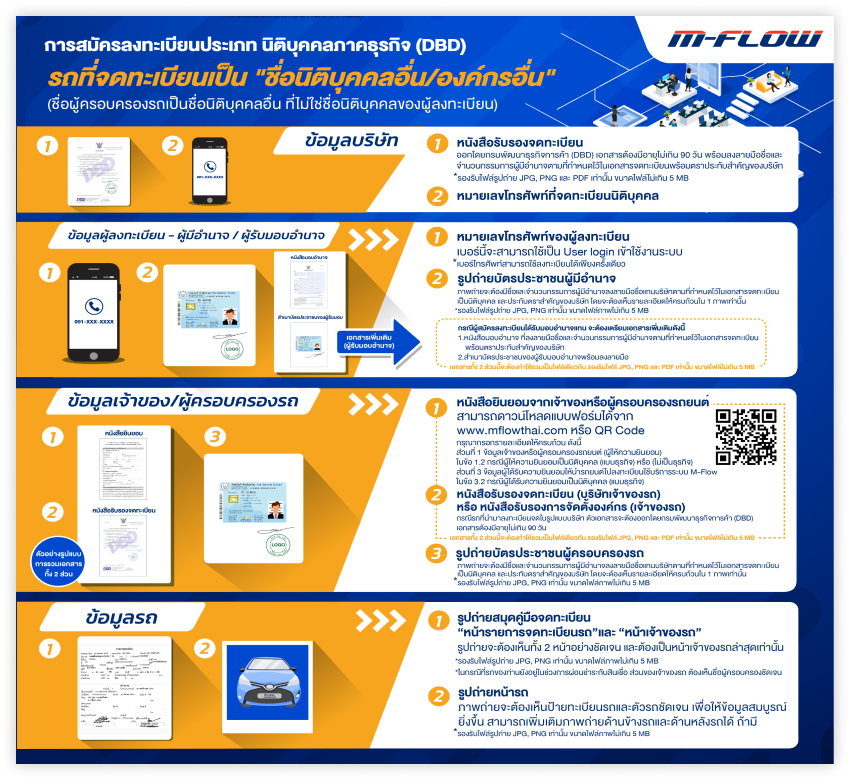 การสมัครลงทะเบียนประเภท นิติบุคคลภาคธุรกิจ (DBD)
M-FLOW
รถที่จดทะเบียนเป็น "ชื่อนิติบุคคลอื่น/องค์กรอื่น"
(ชื่อผู้ครอบครองรถเป็นชื่อนิติบุคคลอื่น ที่ไม่ใช่ชื่อนิติบุคคลของผู้ลงทะเบียน)
ข้อมูลบริษัท
1
2
091-XXX-XXXX
1 หนังสือรับรองจดทะเบียน
ออกโดยกรมพัฒนาธุรกิจการค้า (DBD) เอกสารต้องมีอายุไม่เกิน 90 วัน พร้อมลงลายมือชื่อและ
จำนวนกรรมการผู้มีอำนาจตามที่กำหนดไว้ในเอกสารจดทะเบียนพร้อมตราประทับสำคัญของบริษัท
*รองรับไฟล์รูปถ่าย JPG, PNG และ PDF เท่านั้น ขนาดไฟล์ไม่เกิน 5 MB
2 หมายเลขโทรศัพท์ที่จดทะเบียนนิติบุคคล
ข้อมูลผู้ลงทะเบียน - ผู้มีอำนาจ / ผู้รับมอบอำนาจ
1
091-XXX-XXXX
2
LOGO
หนังสือมอบอำนาจ
สำเนาบัตรประชาชนของผู้รับมอบ
เอกสารเพิ่มเติม
(ผู้รับมอบอำนาจ)
1 หมายเลขโทรศัพท์ของผู้ลงทะเบียน
เบอร์นี้จะสามารถใช้เป็น User login เข้าใช้งานระบบ
*เบอร์โทรศัพท์สามารถใช้ลงทะเบียนได้เพียงครั้งเดียว
2 รูปถ่ายบัตรประชาชนผู้มีอำนาจ
ภาพถ่ายจะต้องมีชื่อและจำนวนกรรมการผู้มีอำนาจลงลายมือชื่อแทนบริษัทตามที่กำหนดไว้ในเอกสารจดทะเบียน
เป็นนิติบุคคล และประทับตราสำคัญของบริษัท โดยจะต้องเห็นรายละเอียดให้ครบถ้วนใน 1 ภาพเท่านั้น
*รองรับไฟล์รูปถ่าย JPG, PNG เท่านั้น ขนาดไฟล์ภาพไม่เกิน 5 MB
กรณีผู้สมัครลงทะเบียนได้รับมอบอำนาจแทน จะต้องเตรียมเอกสารเพิ่มเติมดังนี้
1.หนังสือมอบอำนาจ ที่ลงลายมือชื่อและจำนวนกรรมการผู้มีอำนาจตามที่กำหนดไว้ในเอกสารจดทะเบียน
พร้อมตราประทับสำคัญของบริษัท
2.สำเนาบัตรประชาชนของผู้รับมอบอำนาจพร้อมลงลายมือ
เอกสารทั้ง 2 ส่วนนี้จะต้องทำให้รวมเป็นไฟล์เดียวกัน รองรับไฟล์ JPG, PNG และ PDF เท่านั้น ขนาดไฟล์ไม่เกิน 5 MB
ข้อมูลเจ้าของ/ผู้ครอบครองรถ
1
หนังสือยินยอม
2
หนังสือรับรองจดทะเบียน
ตัวอย่างรูปแบบ
การรวมเอกสาร
ทั้ง 2 ส่วน
3
LOGO
1 หนังสือยินยอมจากเจ้าของหรือผู้ครอบครองรถยนต์
สามารถดาวน์โหลดแบบฟอร์มได้จาก
www.mflowthai.com หรือ QR Code
กรุณากรอกรายละเอียดให้ครบถ้วน ดังนี้
ส่วนที่ 1 ข้อมูลเจ้าของหรือผู้ครอบครองรถยนต์ (ผู้ให้ความยินยอม)
ในข้อ 1.2 กรณีผู้ให้ความยินยอมเป็นนิติบุคคล (แบบธุรกิจ) หรือ (ไม่เป็นธุรกิจ)
ส่วนที่ 3 ข้อมูลผู้ได้รับความยินยอมให้นำรถยนต์ไปลงทะเบียนใช้บริการระบบ M-Flow
ในข้อ 3.2 กรณีผู้ได้รับความยินยอมเป็นนิติบุคคล (แบบธุรกิจ)
2 หนังสือรับรองจดทะเบียน (บริษัทเจ้าของรถ)
หรือ หนังสือรับรองการจัดตั้งองค์กร (เจ้าของรถ)
กรณีรถที่นำมาลงทะเบียนจดในรูปแบบบริษัท ตัวเอกสารจะต้องออกโดยกรมพัฒนาธุรกิจการค้า (DBD)
เอกสารต้องมีอายุไม่เกิน 90 วัน
เอกสารทั้ง 2 ส่วนนี้จะต้องทำให้รวมเป็นไฟล์เดียวกัน รองรับไฟล์ JPG, PNG และ PDF เท่านั้น ขนาดไฟล์ไม่เกิน 5 MB
3 รูปถ่ายบัตรประชาชนผู้ครอบครองรถ
ภาพถ่ายจะต้องมีชื่อและจำนวนกรรมการผู้มีอำนาจลงลายมือชื่อแทนบริษัทตามที่กำหนดไว้ในเอกสารจดทะเบียน
เป็นนิติบุคคล และประทับตราสำคัญของบริษัท โดยจะต้องเห็นรายละเอียดให้ครบถ้วนใน 1 ภาพเท่านั้น
*รองรับไฟล์รูปถ่าย JPG, PNG เท่านั้น ขนาดไฟล์ภาพไม่เกิน 5 MB
ข้อมูลรถ
1
2
1 รูปถ่ายสมุดคู่มือจดทะเบียน
“หน้ารายการจดทะเบียนรถ”และ “หน้าเจ้าของรถ”
รูปถ่ายจะต้องเห็นทั้ง 2 หน้าอย่างชัดเจน และต้องเป็นหน้าเจ้าของรถล่าสุดเท่านั้น
*รองรับไฟล์รูปถ่าย JPG, PNG เท่านั้น ขนาดไฟล์ภาพไม่เกิน 5 MB
*ในกรณีที่รถของท่านยังอยู่ในช่วงการผ่อนชำระกับสินเชื่อ ส่วนของเจ้าของรถ ต้องเห็นชื่อผู้ครอบครองชัดเจน
2 รูปถ่ายหน้ารถ
ภาพถ่ายจะต้องเห็นป้ายทะเบียนรถและตัวรถชัดเจน เพื่อให้ข้อมูลสมบูรณ์
ยิ่งขึ้น สามารถเพิ่มเติมภาพถ่ายด้านข้างรถและด้านหลังรถได้ ถ้ามี
*รองรับไฟล์รูปถ่าย JPG, PNG เท่านั้น ขนาดไฟล์ภาพไม่เกิน 5 MB